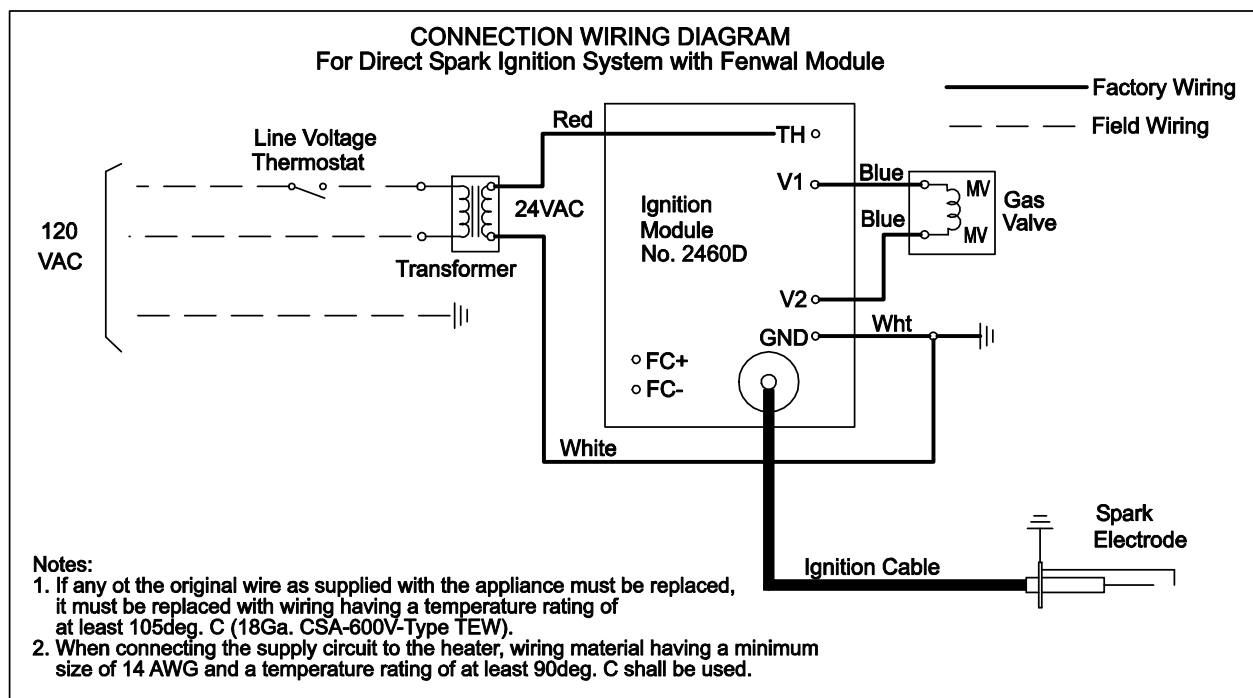 CONNECTION WIRING DIAGRAM
For Direct Spark Ignition System with Fenwal Module
Factory Wiring
Field Wiring
Line Voltage
Thermostat
Red
TH
V1
Blue
MV
Gas
Valve
24VAC
Ignition
Module
No. 2460D
Blue
MV
120
VAC
Transformer
V2
Wht
GND
FC+
FC-
White
Spark
Electrode
Ignition Cable
Notes:
1. If any ot the original wire as supplied with the appliance must be replaced,
it must be replaced with wiring having a temperature rating of
at least 105deg. C (18Ga. CSA-600V-Type TEW).
2. When connecting the supply circuit to the heater, wiring material having a minimum
size of 14 AWG and a temperature rating of at least 90deg. C shall be used.